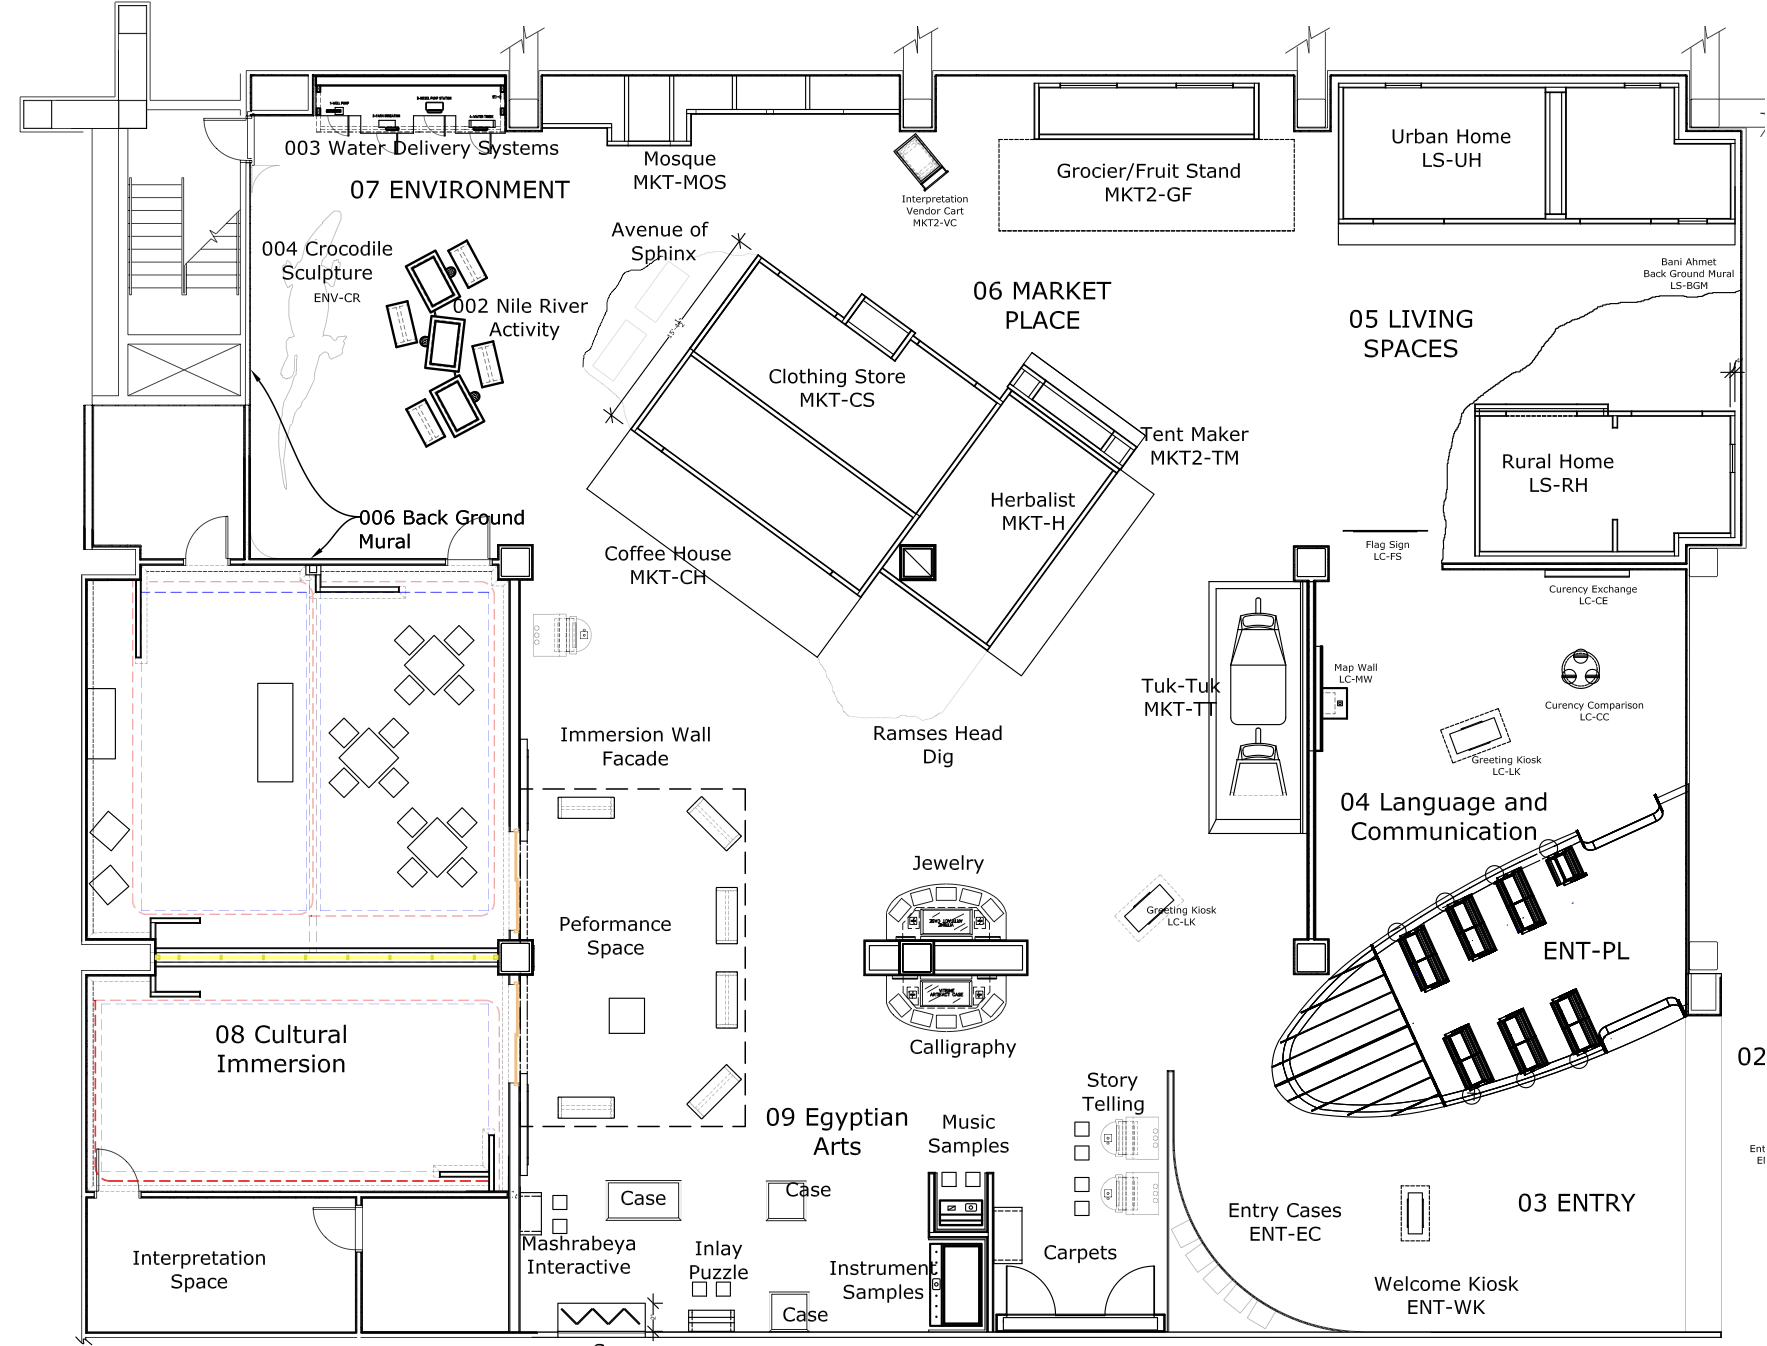 003 Water Delivery Systems
07 ENVIRONMENT
004 Crocodile
Sculpture
ENV-CR
002 Nile River
Activity
006 Back Ground
Mural
Mosque
MKT-MOS
Avenue of
Sphinx
Interpretation
Vendor Cart
MKT2-VC
Grocier/Fruit Stand
MKT2-GF
Urban Home
LS-UH
Bani Ahmet
Back Ground Mural
LS-BGM
06 MARKET
PLACE
05 LIVING
SPACES
Clothing Store
MKT-CS
Tent Maker
MKT2-TM
Herbalist
MKT-H
Coffee House
MKT-CH
Rural Home
LS-RH
Flag Sign
LC-FS
Curency Exchange
LC-CE
Map Wall
LC-MW
Tuk-Tuk
MKT-TT
Curency Comparison
LC-CC
Greeting Kiosk
LC-LK
Immersion Wall
Facade
Ramses Head
Dig
04 Language and
Communication
Jewelry
VITRINE
ARTIFACT CASE
Greeting Kiosk
LC-LK
Peformance
Space
ENT-PL
VITRINE
ARTIFACT CASE
Calligraphy
08 Cultural
Immersion
02
09 Egyptian
Arts
Music
Samples
Story
Telling
Ent
03 ENTRY
Entry Cases
ENT-EC
Case
Case
Mashrabeya
Interactive
Inlay
Puzzle
Instrument
Samples
Carpets
Interpretation
Space
Case
Welcome Kiosk
ENT-WK